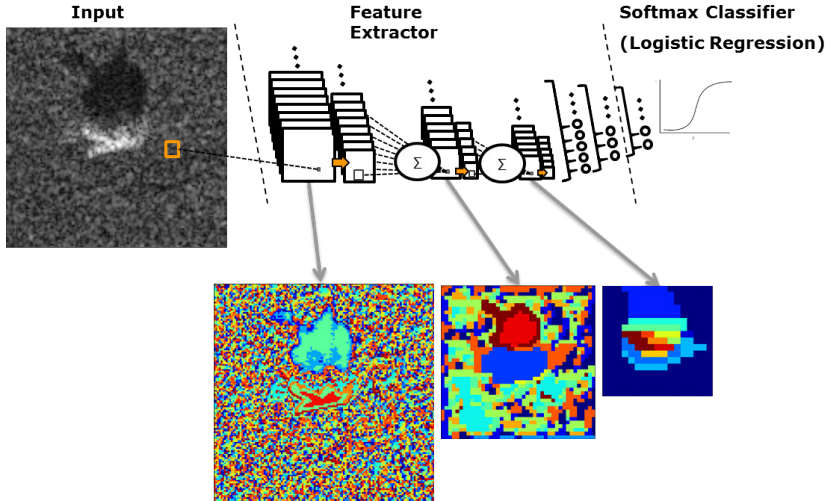 Input
Feature
Extractor
Softmax Classifier
(Logistic Regression)
Σ
Σ